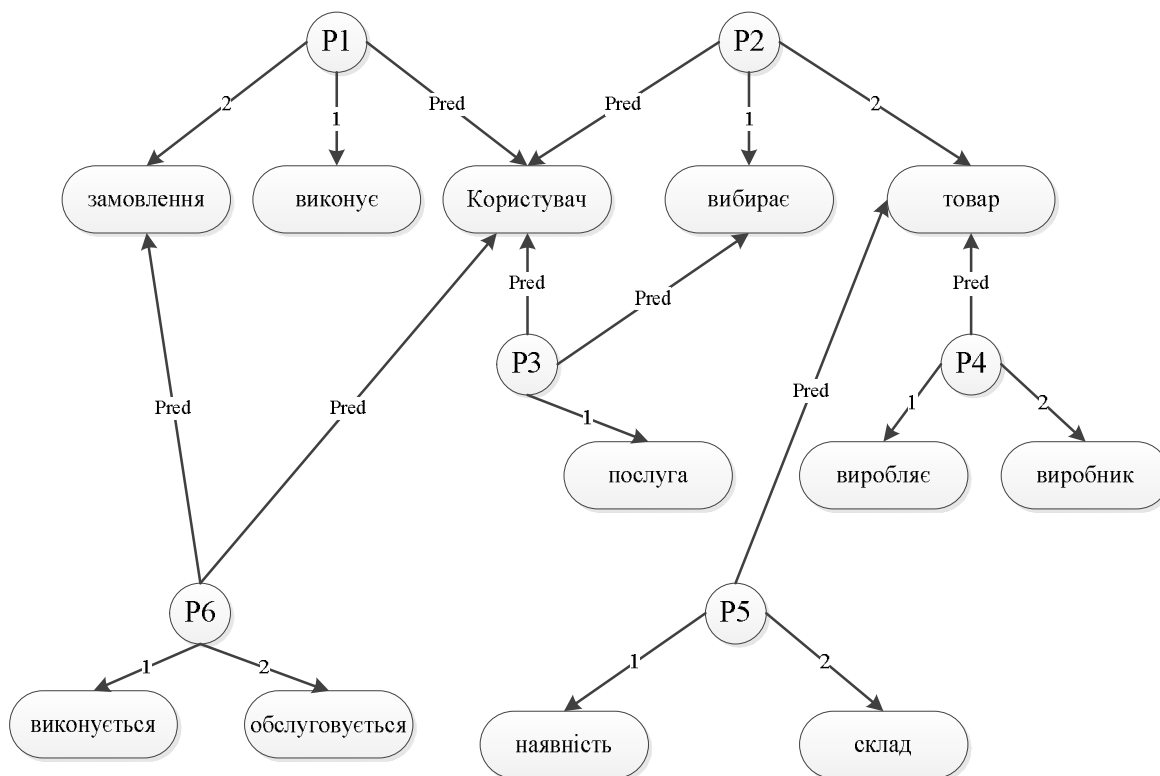 P1
P2
2
1
Pred
Pred
1
2
замовлення
виконує
Користувач
вибирає
товар
Pred
Pred
Pred
P3
P4
Pred
Pred
Pred
1
2
1
послуга
виробляє
виробник
P6
P5
1
2
1
2
виконується
обслуговується
наявність
склад